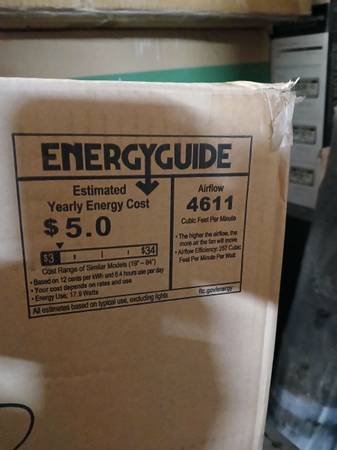 ENERGYGUIDE
Estimated
Yearly Energy Cost
$5.0
$3 $34
Cost Range of Similar Models (19" – 84")
• Based on 12 cents per kWh and 6.4 hours use per day
• Your cost depends on rates and use
• Energy Use: 17.9 Watts
All estimates based on typical use, excluding lights
Airflow
4611
Cubic Feet Per Minute
• The higher the airflow, the
more air the fan will move
• Airflow Efficiency: 257 Cubic
Feet Per Minute Per Watt
ftc.gov/energy